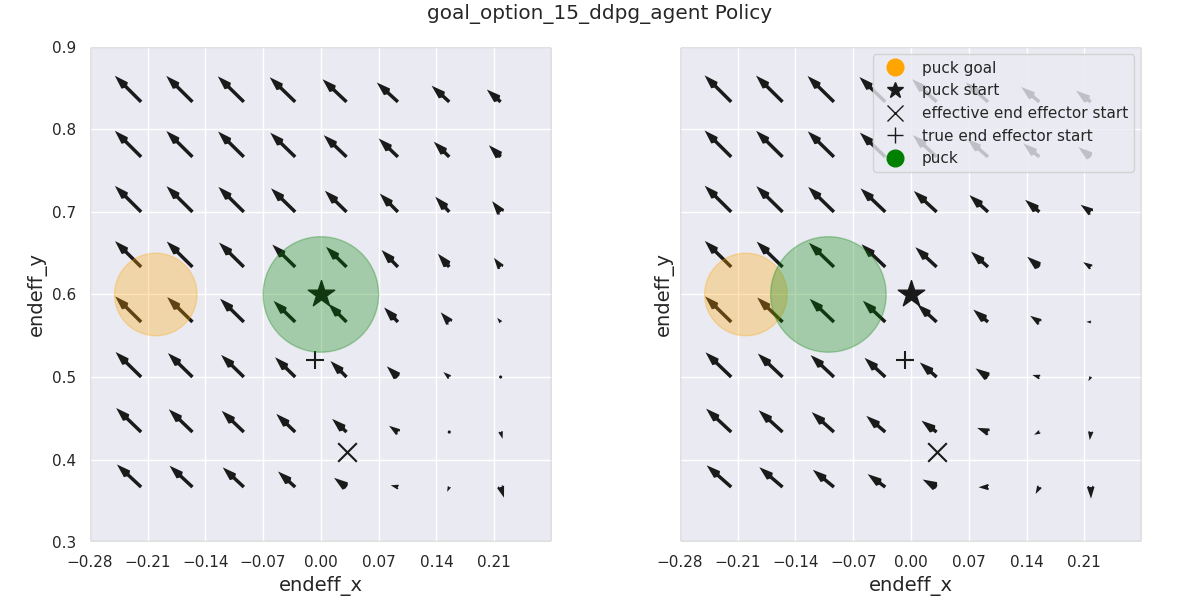 goal_option_15_ddpg_agent Policy
0.9
0.8
0.7
0.6
0.5
0.4
0.3
endeff_y
−0.28 −0.21 −0.14 −0.07 0.00 0.07 0.14 0.21
endeff_x
puck goal
puck start
effective end effector start
true end effector start
puck
endeff_y
−0.28 −0.21 −0.14 −0.07 0.00 0.07 0.14 0.21
endeff_x